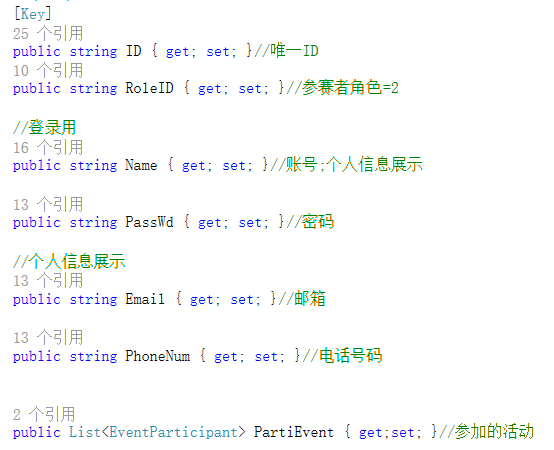 [Key]
25 个引用
public string ID { get; set; }//唯一ID
10 个引用
public string RoleID { get; set; }//参赛者角色=2
//登录用
16 个引用
public string Name { get; set; }//账号;个人信息展示
13 个引用
public string PassWd { get; set; }//密码
//个人信息展示
13 个引用
public string Email { get; set; }//邮箱
13 个引用
public string PhoneNum { get; set; }//电话号码
2 个引用
public List<EventParticipant> PartiEvent { get;set; }//参加的活动